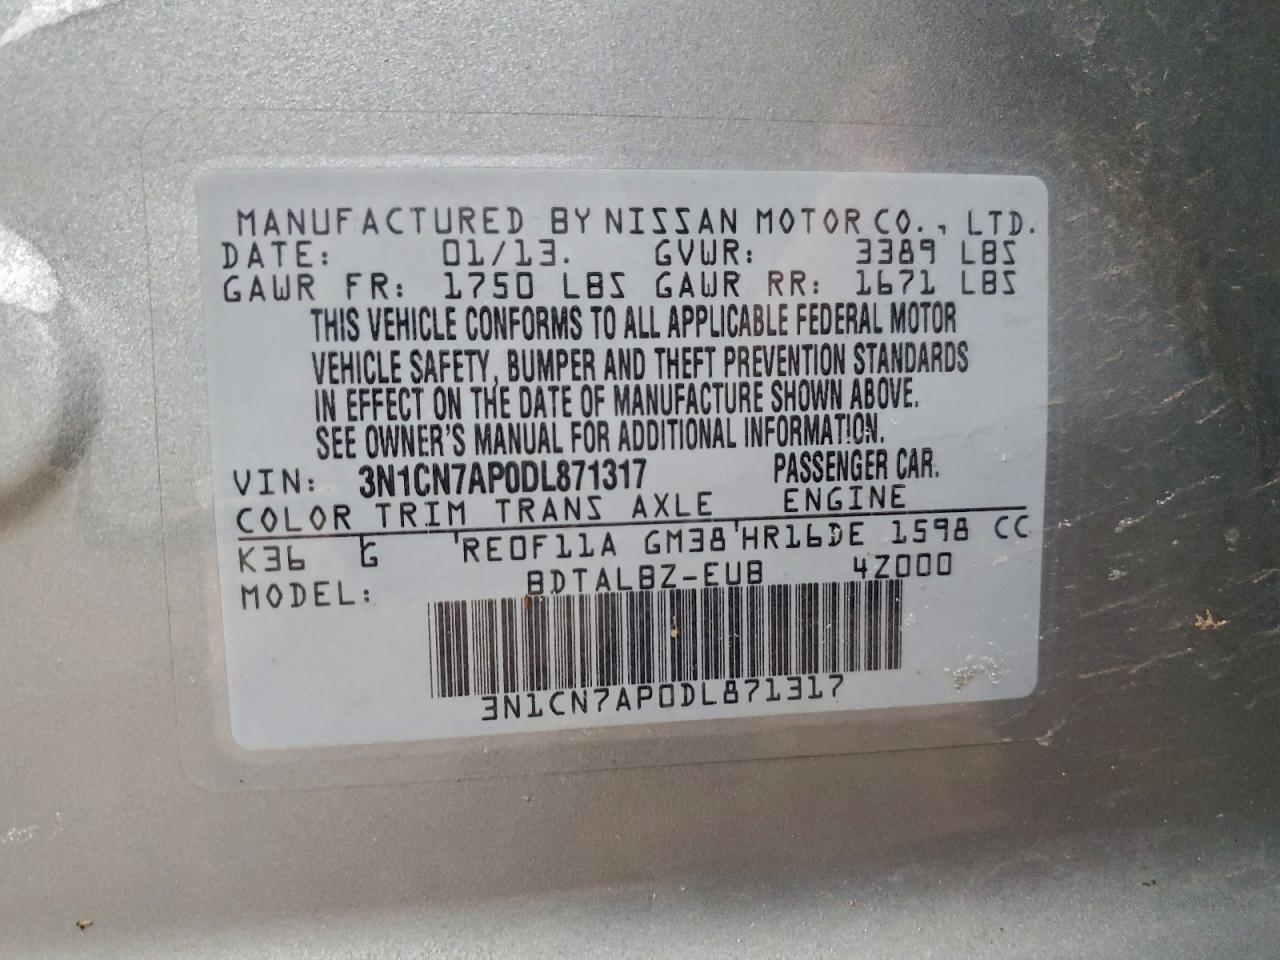 MANUFACTURED BY NISSAN MOTOR CO., LTD.
DATE: 01/13. GVWR: 3389 LBS
GAWR FR: 1750 LBS GAWR RR: 1671 LBS
THIS VEHICLE CONFORMS TO ALL APPLICABLE FEDERAL MOTOR
VEHICLE SAFETY, BUMPER AND THEFT PREVENTION STANDARDS
IN EFFECT ON THE DATE OF MANUFACTURE SHOWN ABOVE.
SEE OWNER'S MANUAL FOR ADDITIONAL INFORMATION.
VIN: 3N1CN7AP0DL871317 PASSENGER CAR.
COLOR TRIM TRANS AXLE ENGINE
K36 G RE0F11A GM38 HR16DE 1598 CC
MODEL: BDTALBZ-EUB 4Z000
3N1CN7AP0DL871317